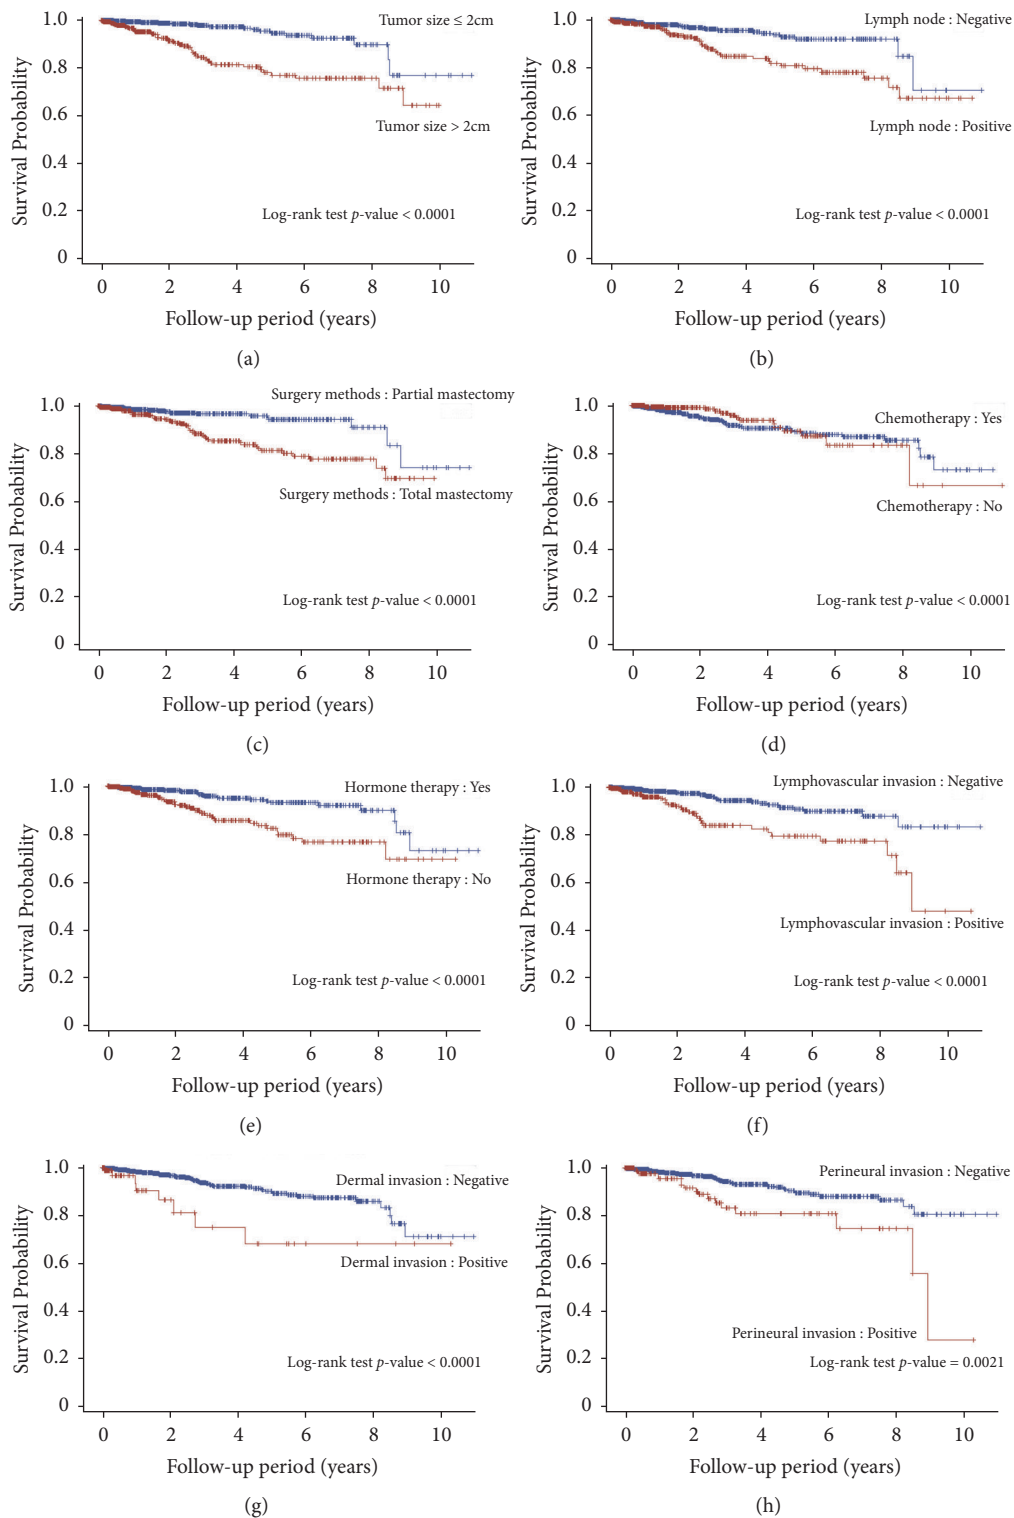 Survival Probability
1.0
0.8
0.6
0.4
0.2
0
Tumor size ≤ 2cm
Tumor size > 2cm
Log-rank test p-value < 0.0001
0 2 4 6 8 10
Follow-up period (years)
(a)
Survival Probability
1.0
0.8
0.6
0.4
0.2
0
Lymph node : Negative
Lymph node : Positive
Log-rank test p-value < 0.0001
0 2 4 6 8 10
Follow-up period (years)
(b)
Survival Probability
1.0
0.8
0.6
0.4
0.2
0
Surgery methods : Partial mastectomy
Surgery methods : Total mastectomy
Log-rank test p-value < 0.0001
0 2 4 6 8 10
Follow-up period (years)
(c)
Survival Probability
1.0
0.8
0.6
0.4
0.2
0
Chemotherapy : Yes
Chemotherapy : No
Log-rank test p-value < 0.0001
0 2 4 6 8 10
Follow-up period (years)
(d)
Survival Probability
1.0
0.8
0.6
0.4
0.2
0
Hormone therapy : Yes
Hormone therapy : No
Log-rank test p-value < 0.0001
0 2 4 6 8 10
Follow-up period (years)
(e)
Survival Probability
1.0
0.8
0.6
0.4
0.2
0
Lymphovascular invasion : Negative
Lymphovascular invasion : Positive
Log-rank test p-value < 0.0001
0 2 4 6 8 10
Follow-up period (years)
(f)
Survival Probability
1.0
0.8
0.6
0.4
0.2
0
Dermal invasion : Negative
Dermal invasion : Positive
Log-rank test p-value < 0.0001
0 2 4 6 8 10
Follow-up period (years)
(g)
Survival Probability
1.0
0.8
0.6
0.4
0.2
0
Perineural invasion : Negative
Perineural invasion : Positive
Log-rank test p-value = 0.0021
0 2 4 6 8 10
Follow-up period (years)
(h)